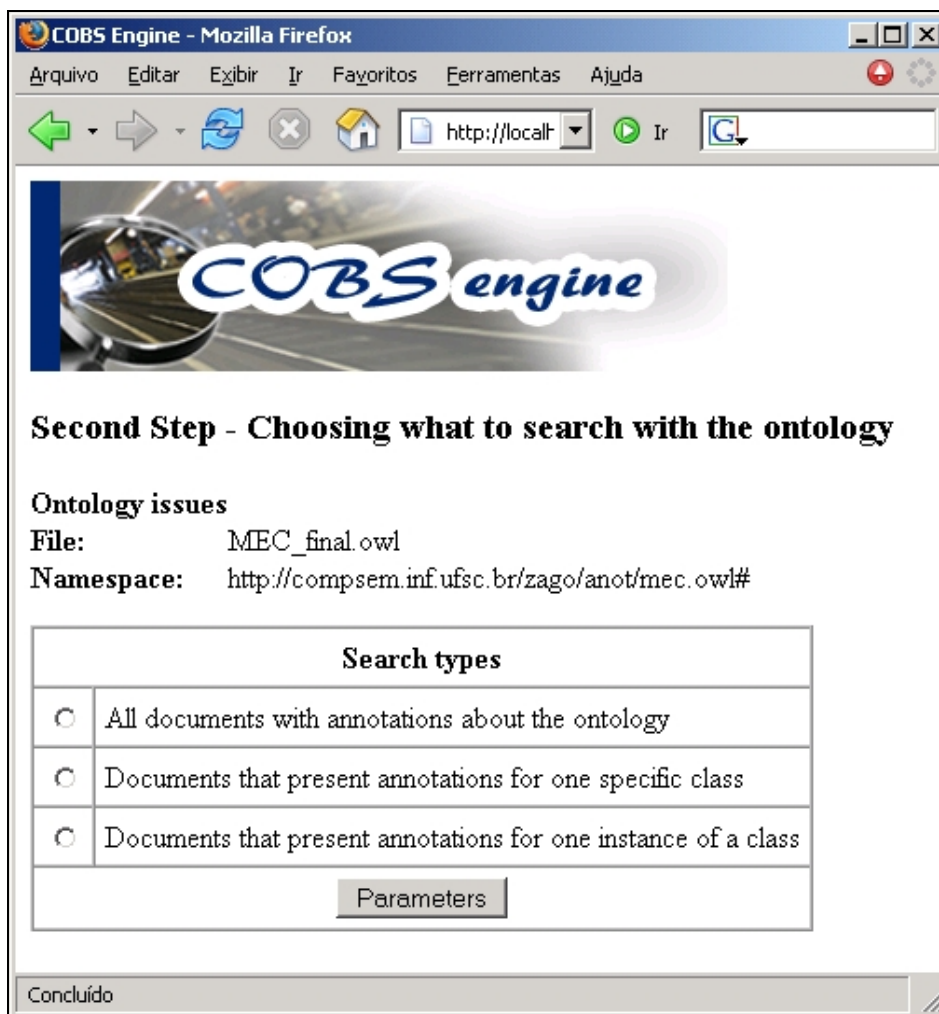 COBS Engine - Mozilla Firefox
Arquivo Editar Exibir Ir Favoritos Ferramentas Ajuda
http://localh Ir G
COBS engine
Second Step - Choosing what to search with the ontology
Ontology issues
File: MEC_final.owl
Namespace: http://compsem.inf.ufsc.br/zago/anot/mec.owl#
Search types
All documents with annotations about the ontology
Documents that present annotations for one specific class
Documents that present annotations for one instance of a class
Parameters
Concluído